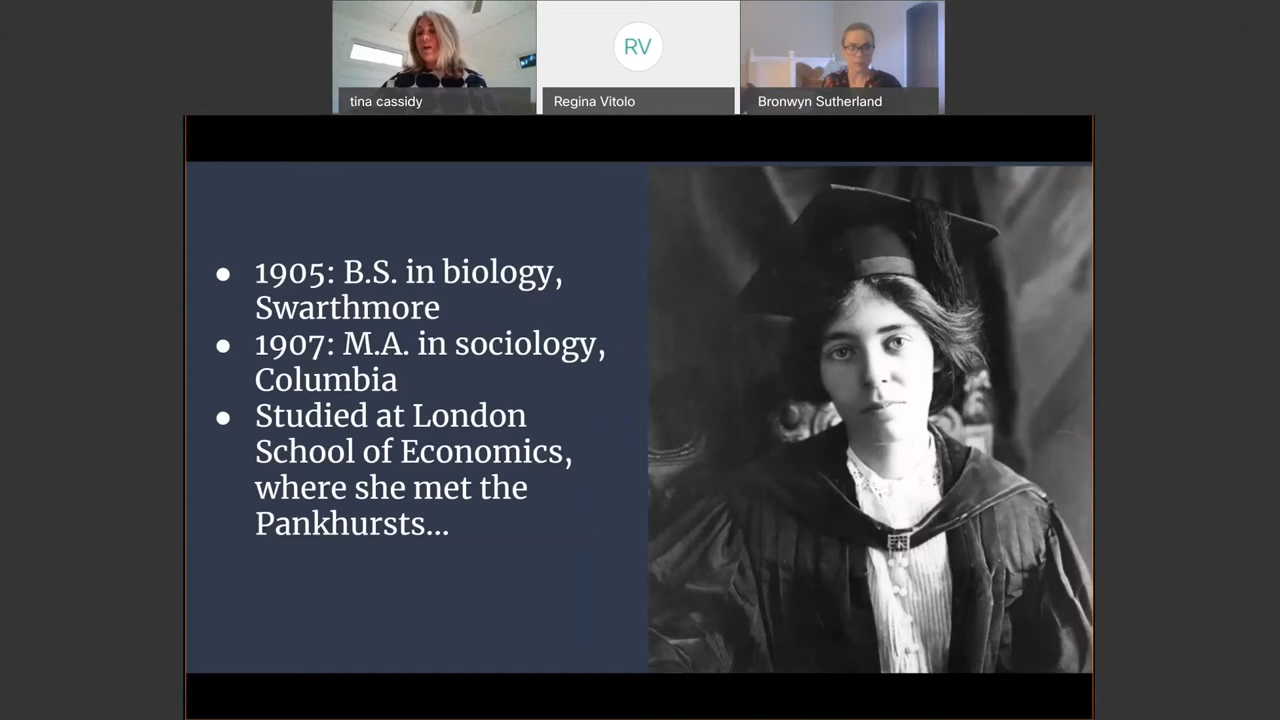 RV
tina cassidy
Regina Vitolo
Bronwyn Sutherland
● 1905: B.S. in biology,
Swarthmore
● 1907: M.A. in sociology,
Columbia
● Studied at London
School of Economics,
where she met the
Pankhursts...